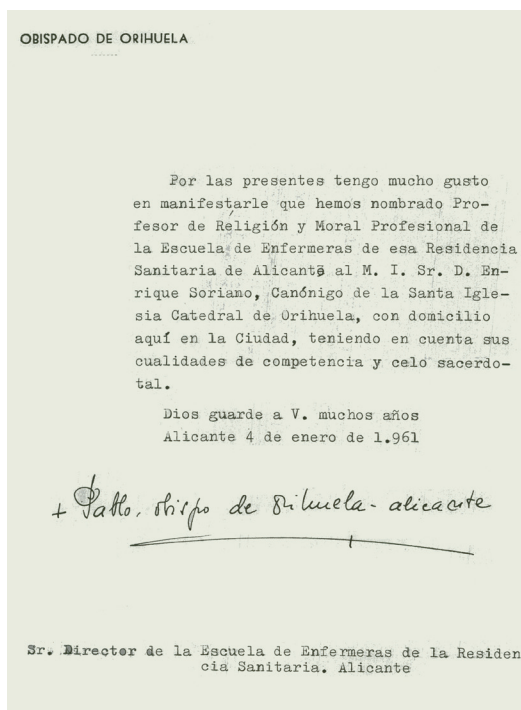 OBISPADO DE ORIHUELA
Por las presentes tengo mucho gusto
en manifestarle que hemos nombrado Pro-
fesor de Religión y Moral Profesional de
la Escuela de Enfermeras de esa Residencia
Sanitaria de Alicante al M. I. Sr. D. En-
rique Soriano, Canónigo de la Santa Igle-
sia Catedral de Orihuela, con domicilio
aquí en la Ciudad, teniendo en cuenta sus
cualidades de competencia y celo sacerdo-
tal.
Dios guarde a V. muchos años
Alicante 4 de enero de 1.961
+ Pablo, obispo de Orihuela - alicante
Sr. Director de la Escuela de Enfermeras de la Residen
cia Sanitaria. Alicante